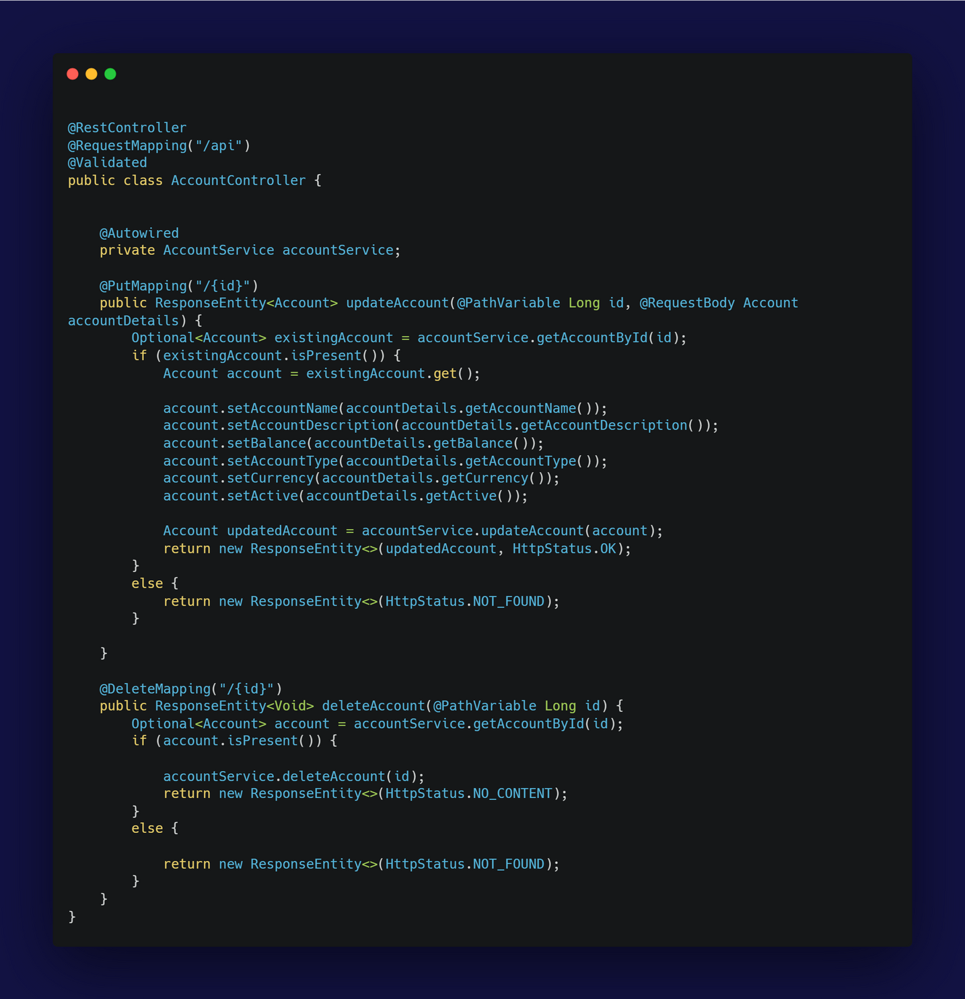 @RestController
@RequestMapping("/api")
@Validated
public class AccountController {
    @Autowired
    private AccountService accountService;
    @PutMapping("/{id}")
    public ResponseEntity<Account> updateAccount(@PathVariable Long id, @RequestBody Account
accountDetails) {
        Optional<Account> existingAccount = accountService.getAccountById(id);
        if (existingAccount.isPresent()) {
            Account account = existingAccount.get();
            account.setAccountName(accountDetails.getAccountName());
            account.setAccountDescription(accountDetails.getAccountDescription());
            account.setBalance(accountDetails.getBalance());
            account.setAccountType(accountDetails.getAccountType());
            account.setCurrency(accountDetails.getCurrency());
            account.setActive(accountDetails.getActive());
            Account updatedAccount = accountService.updateAccount(account);
            return new ResponseEntity<>(updatedAccount, HttpStatus.OK);
        }
        else {
            return new ResponseEntity<>(HttpStatus.NOT_FOUND);
        }
    }
    @DeleteMapping("/{id}")
    public ResponseEntity<Void> deleteAccount(@PathVariable Long id) {
        Optional<Account> account = accountService.getAccountById(id);
        if (account.isPresent()) {
            accountService.deleteAccount(id);
            return new ResponseEntity<>(HttpStatus.NO_CONTENT);
        }
        else {
            return new ResponseEntity<>(HttpStatus.NOT_FOUND);
        }
    }
}